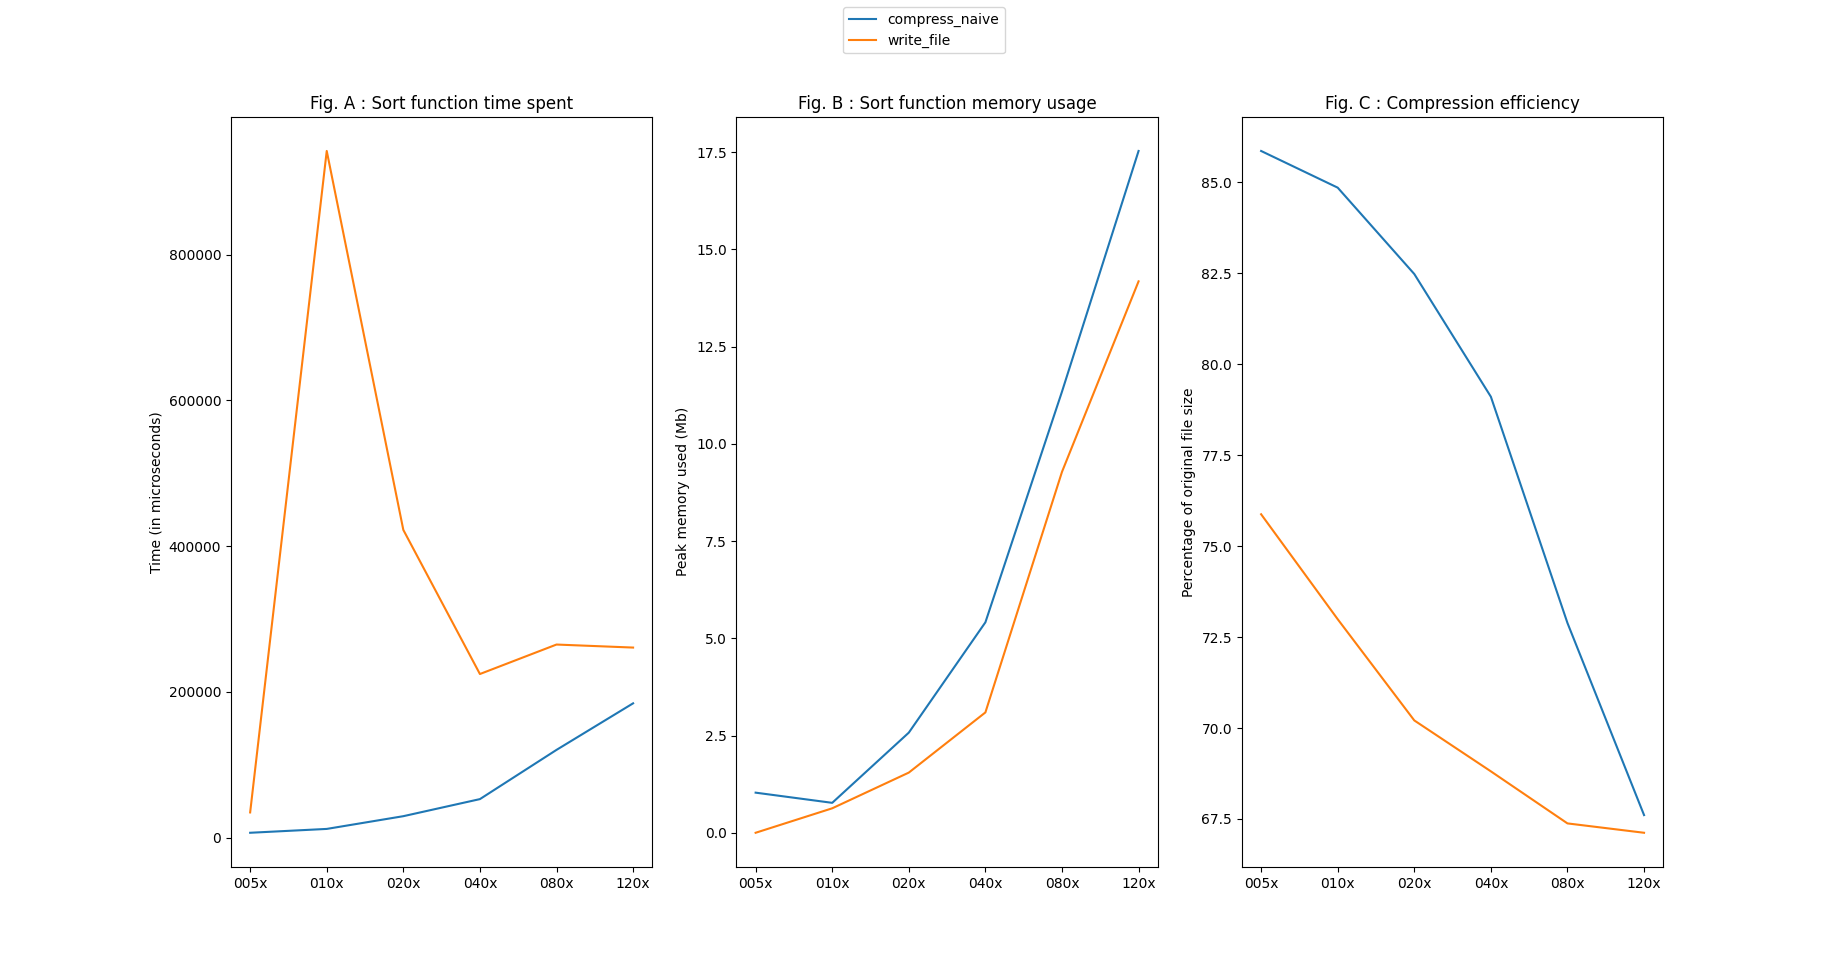 compress_naive
write_file
Fig. A : Sort function time spent
Time (in microseconds)
800000
600000
400000
200000
0
005x 010x 020x 040x 080x 120x
Fig. B : Sort function memory usage
Peak memory used (Mb)
17.5
15.0
12.5
10.0
7.5
5.0
2.5
0.0
005x 010x 020x 040x 080x 120x
Fig. C : Compression efficiency
Percentage of original file size
85.0
82.5
80.0
77.5
75.0
72.5
70.0
67.5
005x 010x 020x 040x 080x 120x